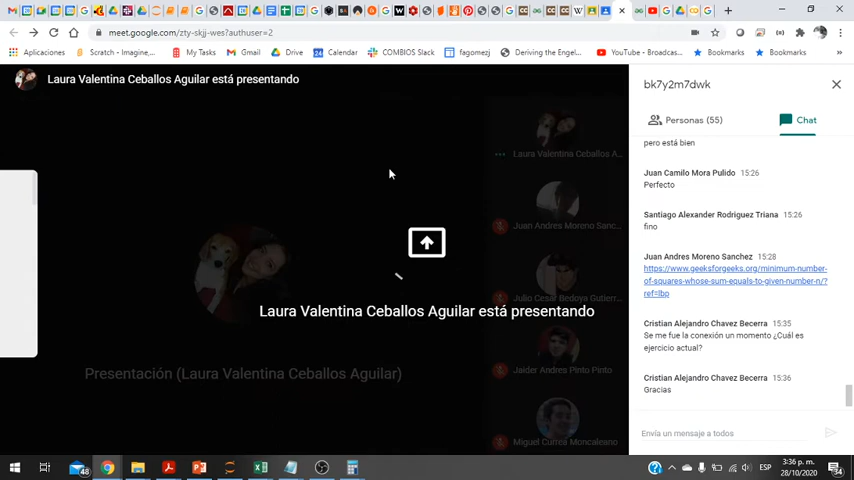 meet.google.com/zty-skjj-wes?authuser=2
Aplicaciones
Scratch - Imagine,...
My Tasks
Gmail
Drive
Calendar
COMBIOS Slack
fagomezj
Deriving the Engel...
YouTube - Broadcas...
Bookmarks
Bookmarks
Laura Valentina Ceballos Aguilar está presentando
bk7y2m7dwk
Personas (55)
Chat
pero está bien
Juan Camilo Mora Pulido 15:26
Perfecto
Santiago Alexander Rodriguez Triana 15:26
fino
Juan Andres Moreno Sanchez 15:28
https://www.geeksforgeeks.org/minimum-number-
of-squares-whose-sum-equals-to-given-number-n/?
ref=lbp
Cristian Alejandro Chavez Becerra 15:35
Se me fue la conexión un momento ¿Cuál es
ejercicio actual?
Cristian Alejandro Chavez Becerra 15:36
Gracias
Envía un mensaje a todos
Laura Valentina Ceballos A...
Juan Andres Moreno Sanc...
Julio Cesar Bedoya Gutierr...
Jaider Andres Pinto Pinto
Miguel Currea Moncaleano
Laura Valentina Ceballos Aguilar está presentando
Presentación (Laura Valentina Ceballos Aguilar)
48
ESP
3:36 p. m.
28/10/2020
34